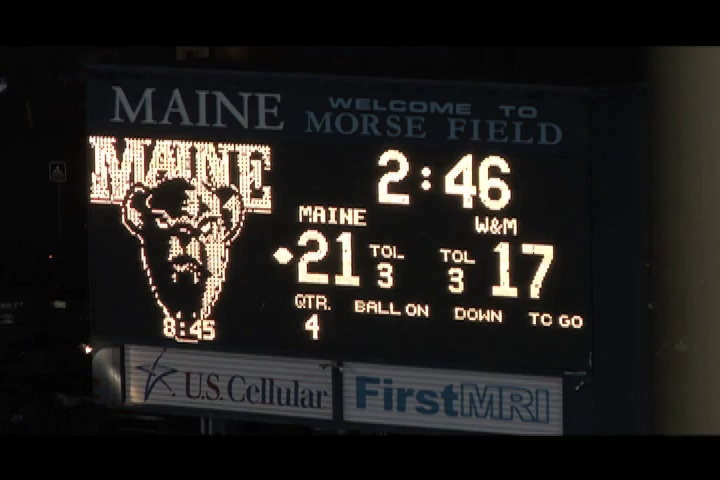 MAINE
WELCOME TO
MORSE FIELD
MAINE
2:46
MAINE
W&M
21
TOL
3
TOL
3
17
QTR.
4
BALL ON
DOWN
TO GO
8:45
U.S. Cellular
FirstMRI